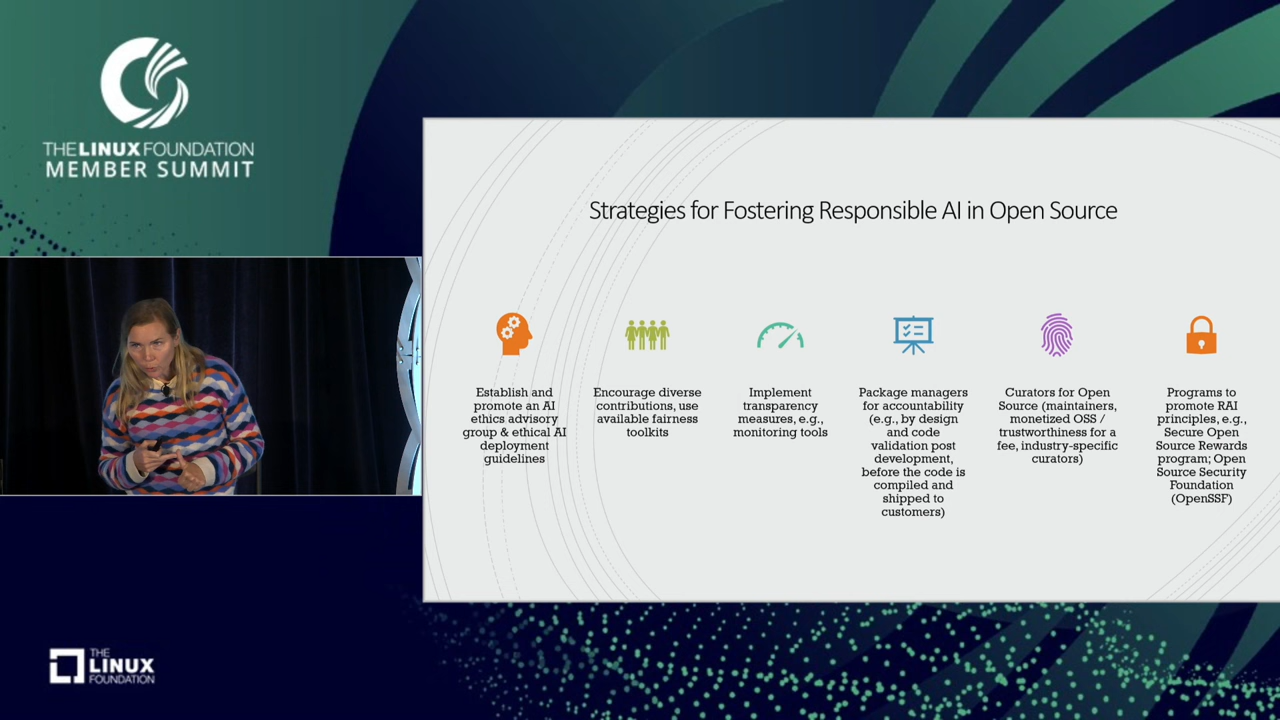 THE LINUX FOUNDATION
MEMBER SUMMIT
Strategies for Fostering Responsible AI in Open Source
Establish and
promote an AI
ethics advisory
group & ethical AI
deployment
guidelines
Encourage diverse
contributions, use
available fairness
toolkits
Implement
transparency
measures, e.g.,
monitoring tools
Package managers
for accountability
(e.g., by design
and code
validation post
development,
before the code is
compiled and
shipped to
customers)
Curators for Open
Source (maintainers,
monetized OSS /
trustworthiness for a
fee, industry-specific
curators)
Programs to
promote RAI
principles, e.g.,
Secure Open
Source Rewards
program; Open
Source Security
Foundation
(OpenSSF)
THE
LINUX
FOUNDATION